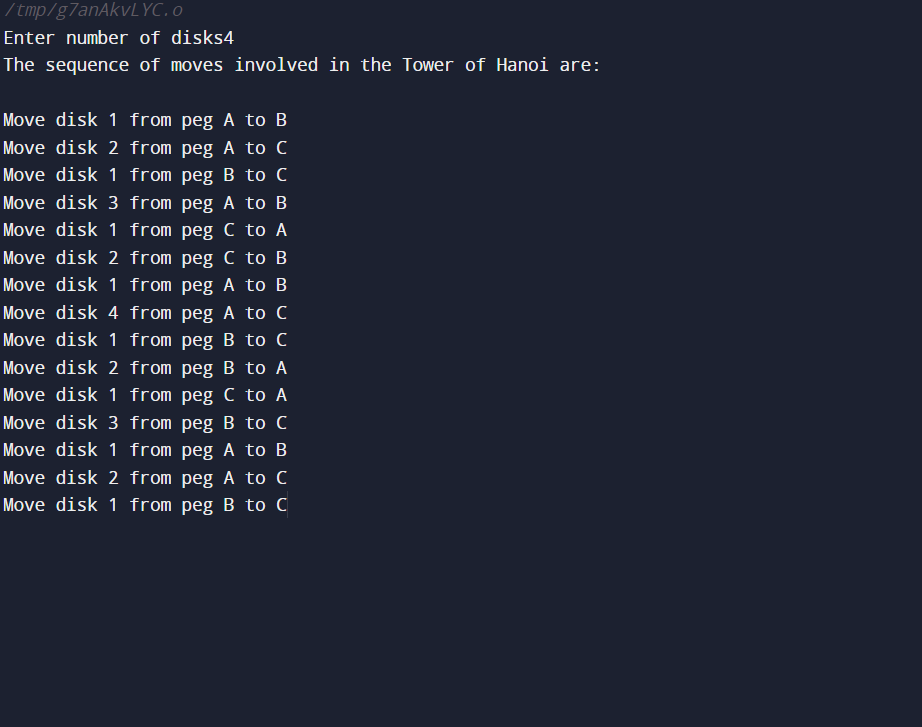 /tmp/g7anAkvLYC.o
Enter number of disks4
The sequence of moves involved in the Tower of Hanoi are:

Move disk 1 from peg A to B
Move disk 2 from peg A to C
Move disk 1 from peg B to C
Move disk 3 from peg A to B
Move disk 1 from peg C to A
Move disk 2 from peg C to B
Move disk 1 from peg A to B
Move disk 4 from peg A to C
Move disk 1 from peg B to C
Move disk 2 from peg B to A
Move disk 1 from peg C to A
Move disk 3 from peg B to C
Move disk 1 from peg A to B
Move disk 2 from peg A to C
Move disk 1 from peg B to C